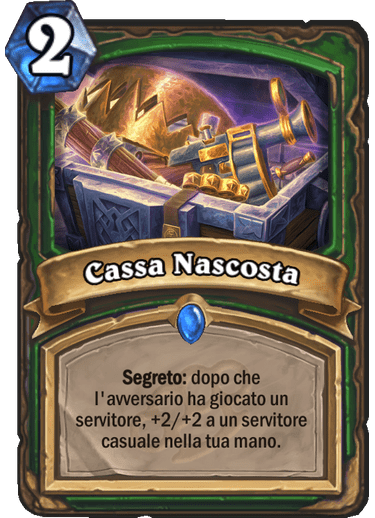 2
Cassa Nascosta
Segreto: dopo che
l'avversario ha giocato un
servitore, +2/+2 a un servitore
casuale nella tua mano.